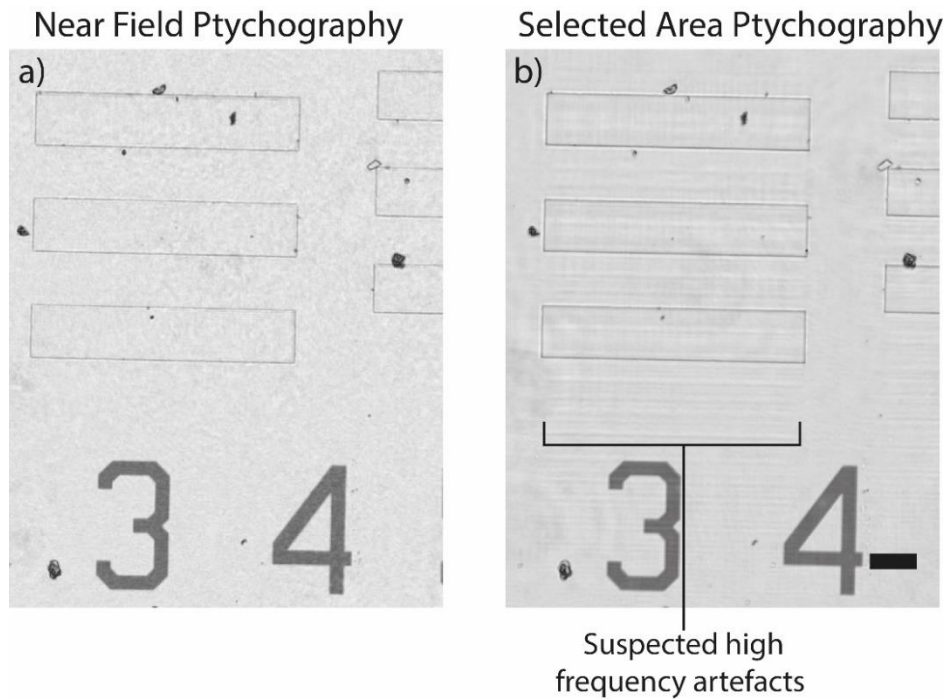 Near Field Ptychography
Selected Area Ptychography
a)
b)
3 4
3 4
Suspected high
frequency artefacts